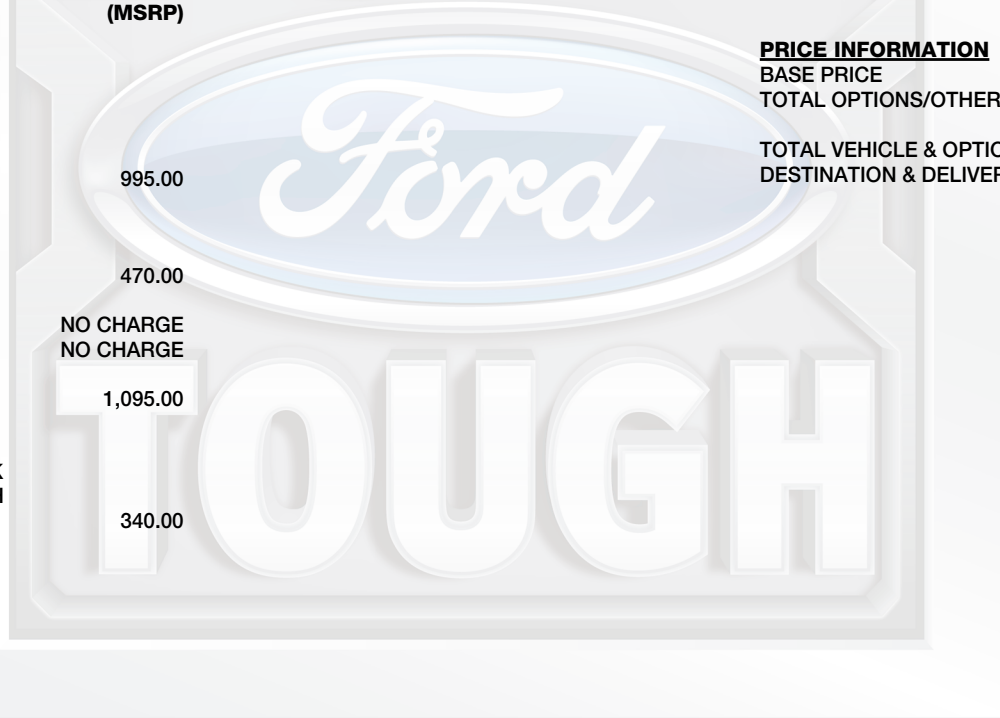 (MSRP)
995.00
470.00
NO CHARGE
NO CHARGE
1,095.00
340.00
PRICE INFORMATION
BASE PRICE
TOTAL OPTIONS/OTHER
TOTAL VEHICLE & OPTIO
DESTINATION & DELIVER
Ford
TOUGH